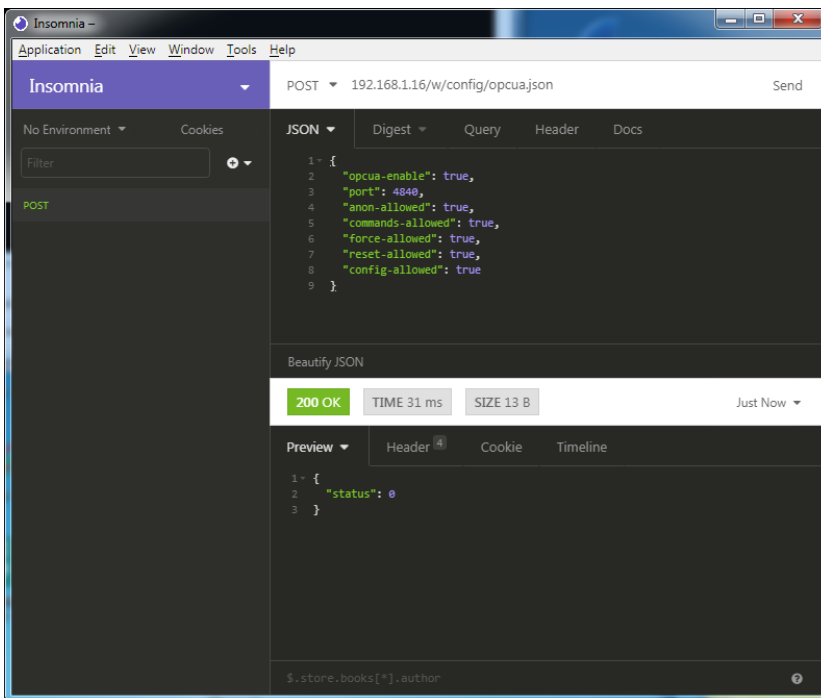 Insomnia –
Application Edit View Window Tools Help
Insomnia
POST 192.168.1.16/w/config/opcua.json Send
No Environment Cookies
JSON Digest Query Header Docs
Filter
POST
1 {
2 "opcua-enable": true,
3 "port": 4840,
4 "anon-allowed": true,
5 "commands-allowed": true,
6 "force-allowed": true,
7 "reset-allowed": true,
8 "config-allowed": true
9 }
Beautify JSON
200 OK TIME 31 ms SIZE 13 B Just Now
Preview Header 4 Cookie Timeline
1 {
2 "status": 0
3 }
$.store.books[*].author